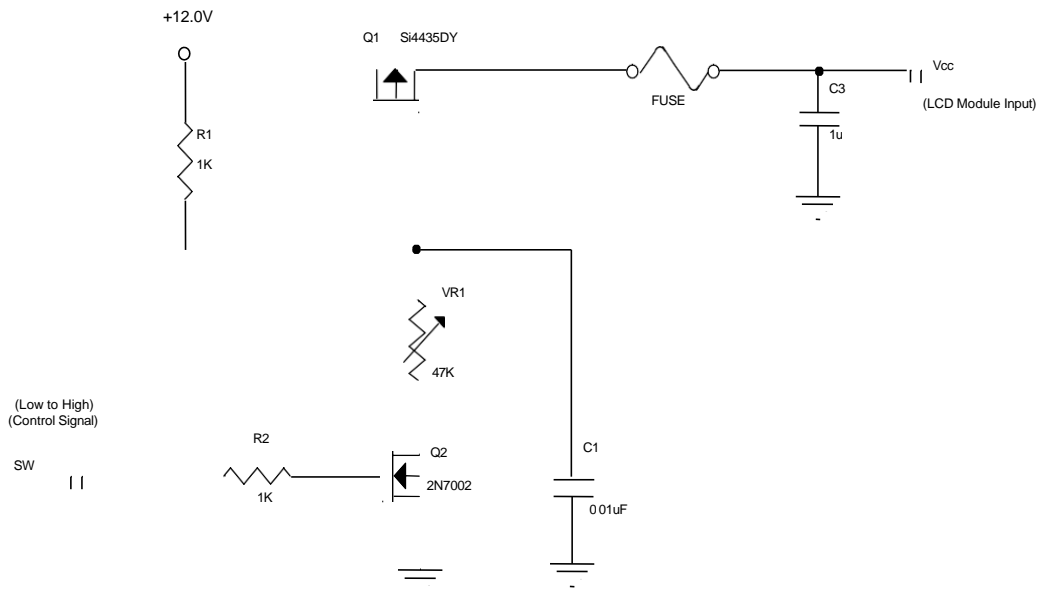 +12.0V
Q1 Si4435DY
Vcc
FUSE
C3
(LCD Module Input)
R1
1u
1K
VR1
47K
(Low to High)
(Control Signal)
R2
Q2
C1
SW
2N7002
1K
0 01uF